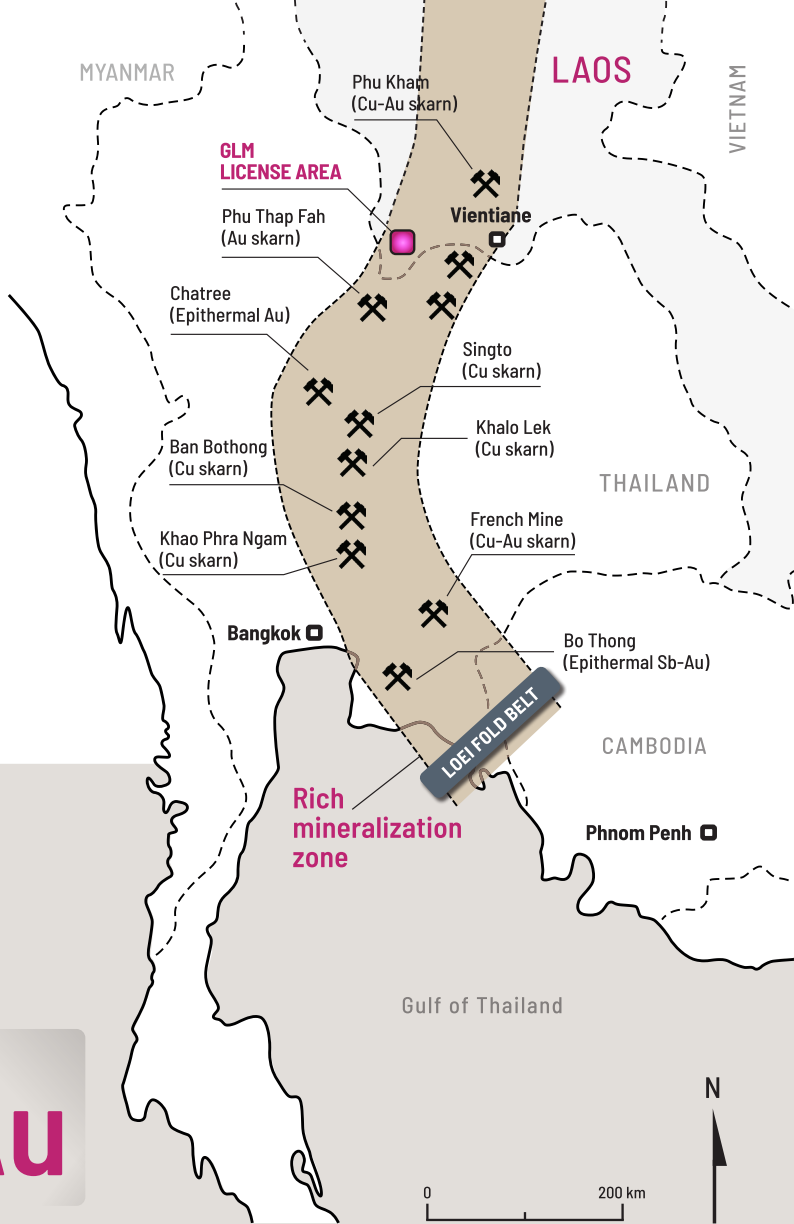 MYANMAR
LAOS
VIETNAM
Phu Kham
(Cu-Au skarn)
GLM
LICENSE AREA
Vientiane
Phu Thap Fah
(Au skarn)
Chatree
(Epithermal Au)
Singto
(Cu skarn)
Khalo Lek
(Cu skarn)
Ban Bothong
(Cu skarn)
THAILAND
French Mine
(Cu-Au skarn)
Khao Phra Ngam
(Cu skarn)
Bangkok
Bo Thong
(Epithermal Sb-Au)
LOEI FOLD BELT
CAMBODIA
Rich
mineralization
zone
Phnom Penh
Gulf of Thailand
N
Au
0
200 km